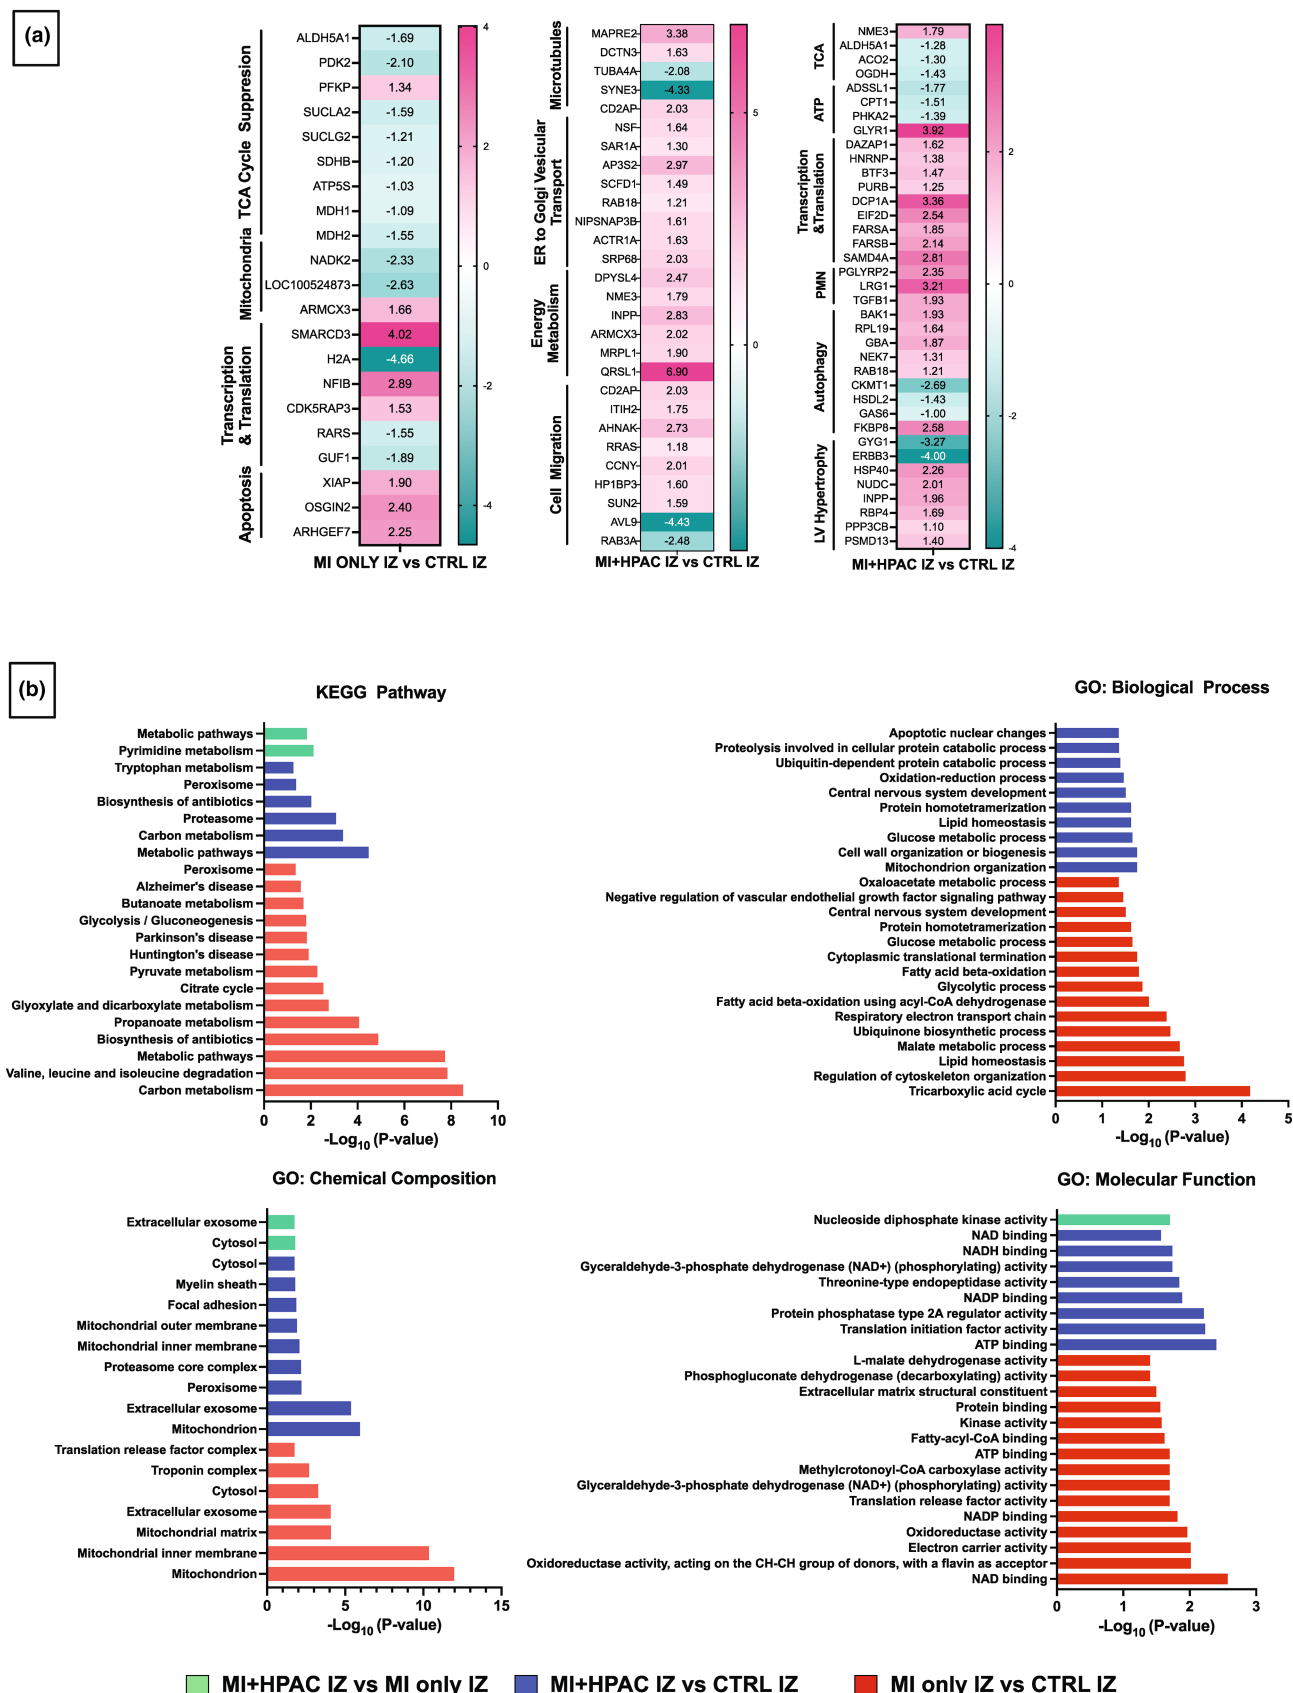 (a)
TCA Cycle Suppresion
ALDH5A1 -1.69
PDK2 -2.10
PFKP 1.34
SUCLA2 -1.59
SUCLG2 -1.21
SDHB -1.20
ATP5S -1.03
MDH1 -1.09
MDH2 -1.55
Mitochondria
NADK2 -2.33
LOC100524873 -2.63
ARMCX3 1.66
Transcription
& Translation
SMARCD3 4.02
H2A -4.66
NFIB 2.89
CDK5RAP3 1.53
RARS -1.55
GUF1 -1.89
Apoptosis
XIAP 1.90
OSGIN2 2.40
ARHGEF7 2.25
4
2
0
-2
-4
MI ONLY IZ vs CTRL IZ
Microtubules
MAPRE2 3.38
DCTN3 1.63
TUBA4A -2.08
SYNE3 -4.33
CD2AP 2.03
ER to Golgi Vesicular
Transport
NSF 1.64
SAR1A 1.30
AP3S2 2.97
SCFD1 1.49
RAB18 1.21
NIPSNAP3B 1.61
ACTR1A 1.63
SRP68 2.03
Energy
Metabolism
DPYSL4 2.47
NME3 1.79
INPP 2.83
ARMCX3 2.02
MRPL1 1.90
QRSL1 6.90
Cell Migration
CD2AP 2.03
ITIH2 1.75
AHNAK 2.73
RRAS 1.18
CCNY 2.01
HP1BP3 1.60
SUN2 1.59
AVL9 -4.43
RAB3A -2.48
5
0
MI+HPAC IZ vs CTRL IZ
TCA
NME3 1.79
ALDH5A1 -1.28
ACO2 -1.30
OGDH -1.43
ATP
ADSSL1 -1.77
CPT1 -1.51
PHKA2 -1.39
GLYR1 3.92
Transcription
&Translation
DAZAP1 1.62
HNRNP 1.38
BTF3 1.47
PURB 1.25
DCP1A 3.36
EIF2D 2.54
FARSA 1.85
FARSB 2.14
SAMD4A 2.81
PMN
PGLYRP2 2.35
LRG1 3.21
TGFB1 1.93
Autophagy
BAK1 1.93
RPL19 1.64
GBA 1.87
NEK7 1.31
RAB18 1.21
CKMT1 -2.69
HSDL2 -1.43
GAS6 -1.00
FKBP8 2.58
LV Hypertrophy
GYG1 -3.27
ERBB3 -4.00
HSP40 2.26
NUDC 2.01
INPP 1.96
RBP4 1.69
PPP3CB 1.10
PSMD13 1.40
2
0
-2
-4
MI+HPAC IZ vs CTRL IZ
(b)
KEGG Pathway
Metabolic pathways
Pyrimidine metabolism
Tryptophan metabolism
Peroxisome
Biosynthesis of antibiotics
Proteasome
Carbon metabolism
Metabolic pathways
Peroxisome
Alzheimer's disease
Butanoate metabolism
Glycolysis / Gluconeogenesis
Parkinson's disease
Huntington's disease
Pyruvate metabolism
Citrate cycle
Glyoxylate and dicarboxylate metabolism
Propanoate metabolism
Biosynthesis of antibiotics
Metabolic pathways
Valine, leucine and isoleucine degradation
Carbon metabolism
0 2 4 6 8 10
-Log10 (P-value)
GO: Biological Process
Apoptotic nuclear changes
Proteolysis involved in cellular protein catabolic process
Ubiquitin-dependent protein catabolic process
Oxidation-reduction process
Central nervous system development
Protein homotetramerization
Lipid homeostasis
Glucose metabolic process
Cell wall organization or biogenesis
Mitochondrion organization
Oxaloacetate metabolic process
Negative regulation of vascular endothelial growth factor signaling pathway
Central nervous system development
Protein homotetramerization
Glucose metabolic process
Cytoplasmic translational termination
Fatty acid beta-oxidation
Glycolytic process
Fatty acid beta-oxidation using acyl-CoA dehydrogenase
Respiratory electron transport chain
Ubiquinone biosynthetic process
Malate metabolic process
Lipid homeostasis
Regulation of cytoskeleton organization
Tricarboxylic acid cycle
0 1 2 3 4 5
-Log10 (P-value)
GO: Chemical Composition
Extracellular exosome
Cytosol
Cytosol
Myelin sheath
Focal adhesion
Mitochondrial outer membrane
Mitochondrial inner membrane
Proteasome core complex
Peroxisome
Extracellular exosome
Mitochondrion
Translation release factor complex
Troponin complex
Cytosol
Extracellular exosome
Mitochondrial matrix
Mitochondrial inner membrane
Mitochondrion
0 5 10 15
-Log10 (P-value)
GO: Molecular Function
Nucleoside diphosphate kinase activity
NAD binding
NADH binding
Gyceraldehyde-3-phosphate dehydrogenase (NAD+) (phosphorylating) activity
Threonine-type endopeptidase activity
NADP binding
Protein phosphatase type 2A regulator activity
Translation initiation factor activity
ATP binding
L-malate dehydrogenase activity
Phosphogluconate dehydrogenase (decarboxylating) activity
Extracellular matrix structural constituent
Protein binding
Kinase activity
Fatty-acyl-CoA binding
ATP binding
Methylcrotonoyl-CoA carboxylase activity
Glyceraldehyde-3-phosphate dehydrogenase (NAD+) (phosphorylating) activity
Translation release factor activity
NADP binding
Oxidoreductase activity
Electron carrier activity
Oxidoreductase activity, acting on the CH-CH group of donors, with a flavin as acceptor
NAD binding
0 1 2 3
-Log10 (P-value)
MI+HPAC IZ vs MI only IZ MI+HPAC IZ vs CTRL IZ MI only IZ vs CTRL IZ